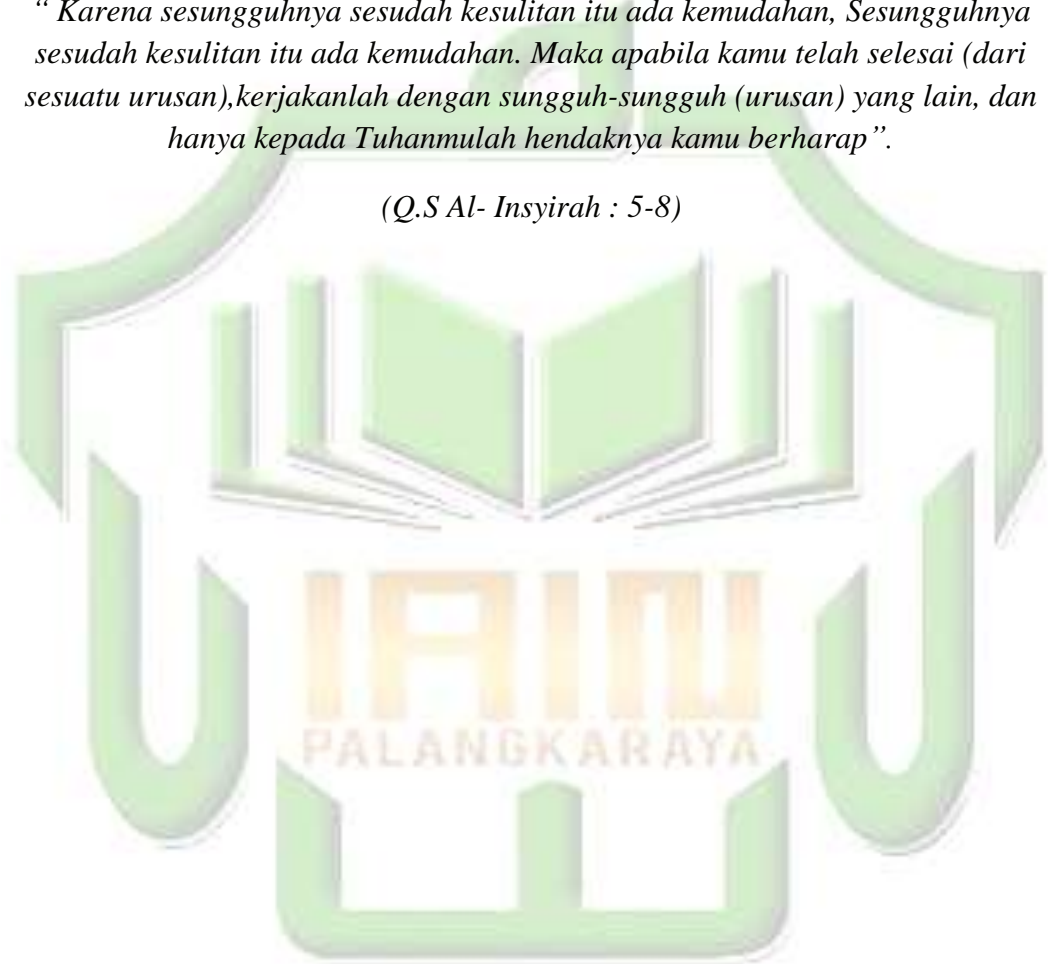 “ Karena sesungguhnya sesudah kesulitan itu ada kemudahan, Sesungguhnya
sesudah kesulitan itu ada kemudahan. Maka apabila kamu telah selesai (dari
sesuatu urusan),kerjakanlah dengan sungguh-sungguh (urusan) yang lain, dan
hanya kepada Tuhanmulah hendaknya kamu berharap”.
(Q.S Al- Insyirah : 5-8)
IAIN
PALANGKARAYA